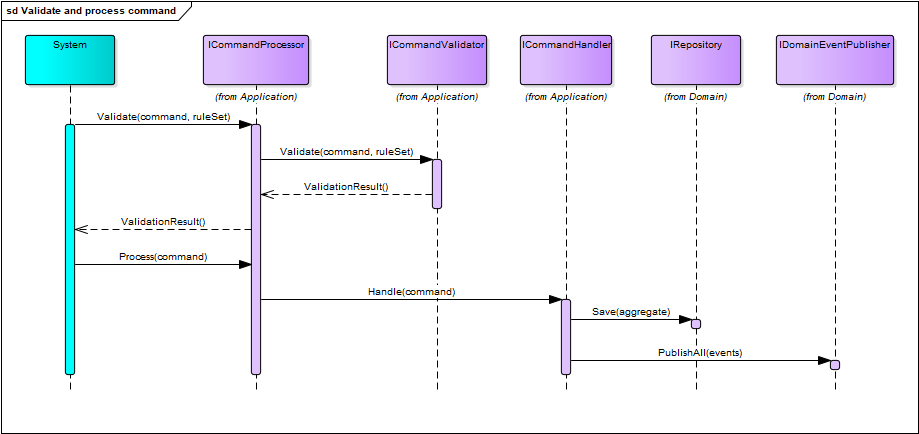 sd Validate and process command
System
ICommandProcessor
ICommandValidator
ICommandHandler
IRepository
IDomainEventPublisher
(from Application)
(from Application)
(from Application)
(from Domain)
(from Domain)
Validate(command, ruleSet)
Validate(command, ruleSet)
ValidationResult()
ValidationResult()
Process(command)
Handle(command)
Save(aggregate)
PublishAll(events)